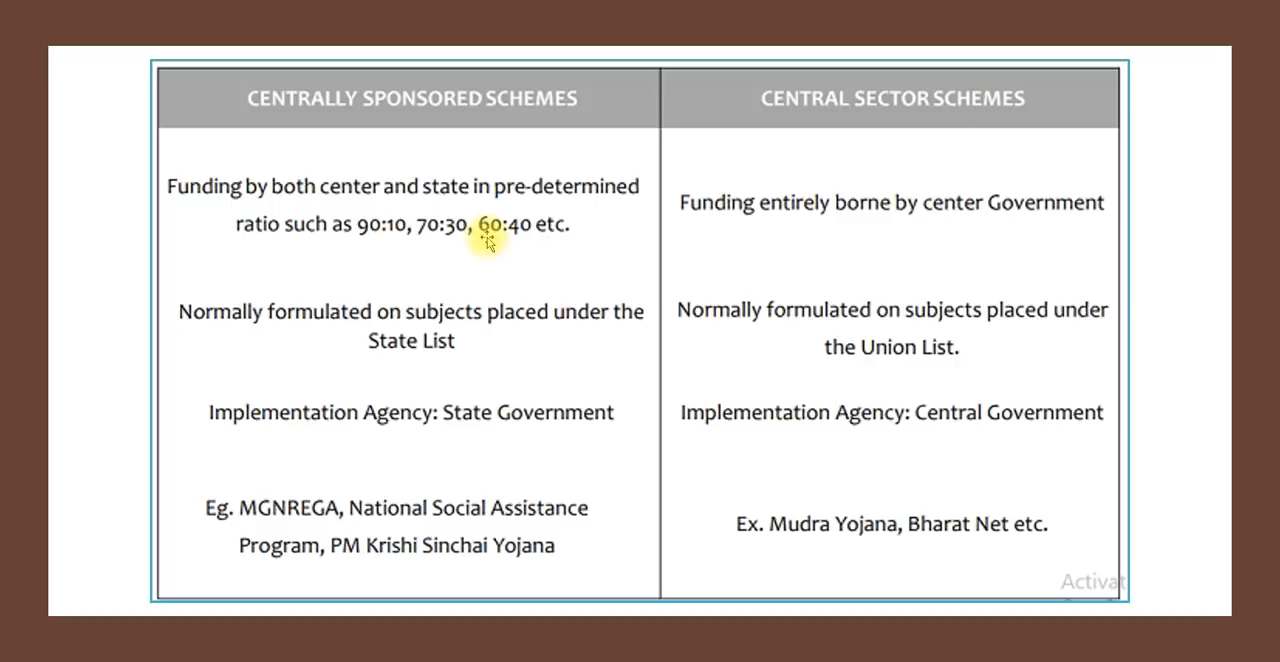 CENTRALLY SPONSORED SCHEMES
CENTRAL SECTOR SCHEMES
Funding by both center and state in pre-determined
ratio such as 90:10, 70:30, 60:40 etc.
Funding entirely borne by center Government
Normally formulated on subjects placed under the
State List
Normally formulated on subjects placed under
the Union List.
Implementation Agency: State Government
Implementation Agency: Central Government
Eg. MGNREGA, National Social Assistance
Program, PM Krishi Sinchai Yojana
Ex. Mudra Yojana, Bharat Net etc.
Activat